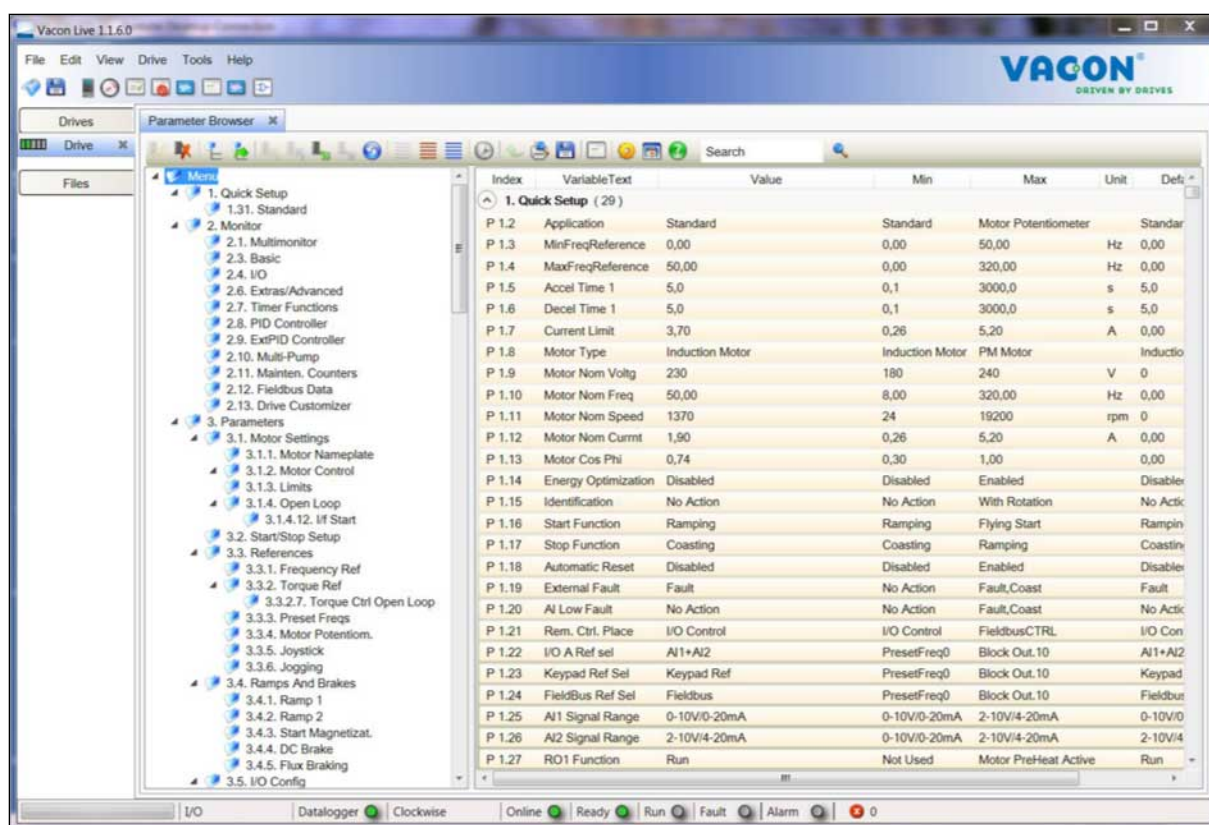 Vacon Live 1.1.6.0
File Edit View Drive Tools Help
VACON®
DRIVEN BY DRIVES
Drives
Drive
Files
Parameter Browser
Search
Menu
1. Quick Setup
1.31. Standard
2. Monitor
2.1. Multimonitor
2.3. Basic
2.4. I/O
2.6. Extras/Advanced
2.7. Timer Functions
2.8. PID Controller
2.9. ExtPID Controller
2.10. Multi-Pump
2.11. Mainten. Counters
2.12. Fieldbus Data
2.13. Drive Customizer
3. Parameters
3.1. Motor Settings
3.1.1. Motor Nameplate
3.1.2. Motor Control
3.1.3. Limits
3.1.4. Open Loop
3.1.4.12. I/f Start
3.2. Start/Stop Setup
3.3. References
3.3.1. Frequency Ref
3.3.2. Torque Ref
3.3.2.7. Torque Ctrl Open Loop
3.3.3. Preset Freqs
3.3.4. Motor Potentiom.
3.3.5. Joystick
3.3.6. Jogging
3.4. Ramps And Brakes
3.4.1. Ramp 1
3.4.2. Ramp 2
3.4.3. Start Magnetizat.
3.4.4. DC Brake
3.4.5. Flux Braking
3.5. I/O Config
Index VariableText Value Min Max Unit Defa
1. Quick Setup (29)
P 1.2 Application Standard Standard Motor Potentiometer Standar
P 1.3 MinFreqReference 0,00 0,00 50,00 Hz 0,00
P 1.4 MaxFreqReference 50,00 0,00 320,00 Hz 0,00
P 1.5 Accel Time 1 5,0 0,1 3000,0 s 5,0
P 1.6 Decel Time 1 5,0 0,1 3000,0 s 5,0
P 1.7 Current Limit 3,70 0,26 5,20 A 0,00
P 1.8 Motor Type Induction Motor Induction Motor PM Motor Inductio
P 1.9 Motor Nom Voltg 230 180 240 V 0
P 1.10 Motor Nom Freq 50,00 8,00 320,00 Hz 0,00
P 1.11 Motor Nom Speed 1370 24 19200 rpm 0
P 1.12 Motor Nom Currnt 1,90 0,26 5,20 A 0,00
P 1.13 Motor Cos Phi 0,74 0,30 1,00 0,00
P 1.14 Energy Optimization Disabled Disabled Enabled Disable
P 1.15 Identification No Action No Action With Rotation No Actic
P 1.16 Start Function Ramping Ramping Flying Start Rampin
P 1.17 Stop Function Coasting Coasting Ramping Coastin
P 1.18 Automatic Reset Disabled Disabled Enabled Disable
P 1.19 External Fault Fault No Action Fault,Coast Fault
P 1.20 AI Low Fault No Action No Action Fault,Coast No Actic
P 1.21 Rem. Ctrl. Place I/O Control I/O Control FieldbusCTRL I/O Con
P 1.22 I/O A Ref sel AI1+AI2 PresetFreq0 Block Out.10 AI1+AI2
P 1.23 Keypad Ref Sel Keypad Ref PresetFreq0 Block Out.10 Keypad
P 1.24 FieldBus Ref Sel Fieldbus PresetFreq0 Block Out.10 Fieldbus
P 1.25 AI1 Signal Range 0-10V/0-20mA 0-10V/0-20mA 2-10V/4-20mA 0-10V/0
P 1.26 AI2 Signal Range 2-10V/4-20mA 0-10V/0-20mA 2-10V/4-20mA 2-10V/4
P 1.27 RO1 Function Run Not Used Motor PreHeat Active Run
I/O Datalogger Clockwise Online Ready Run Fault Alarm 0